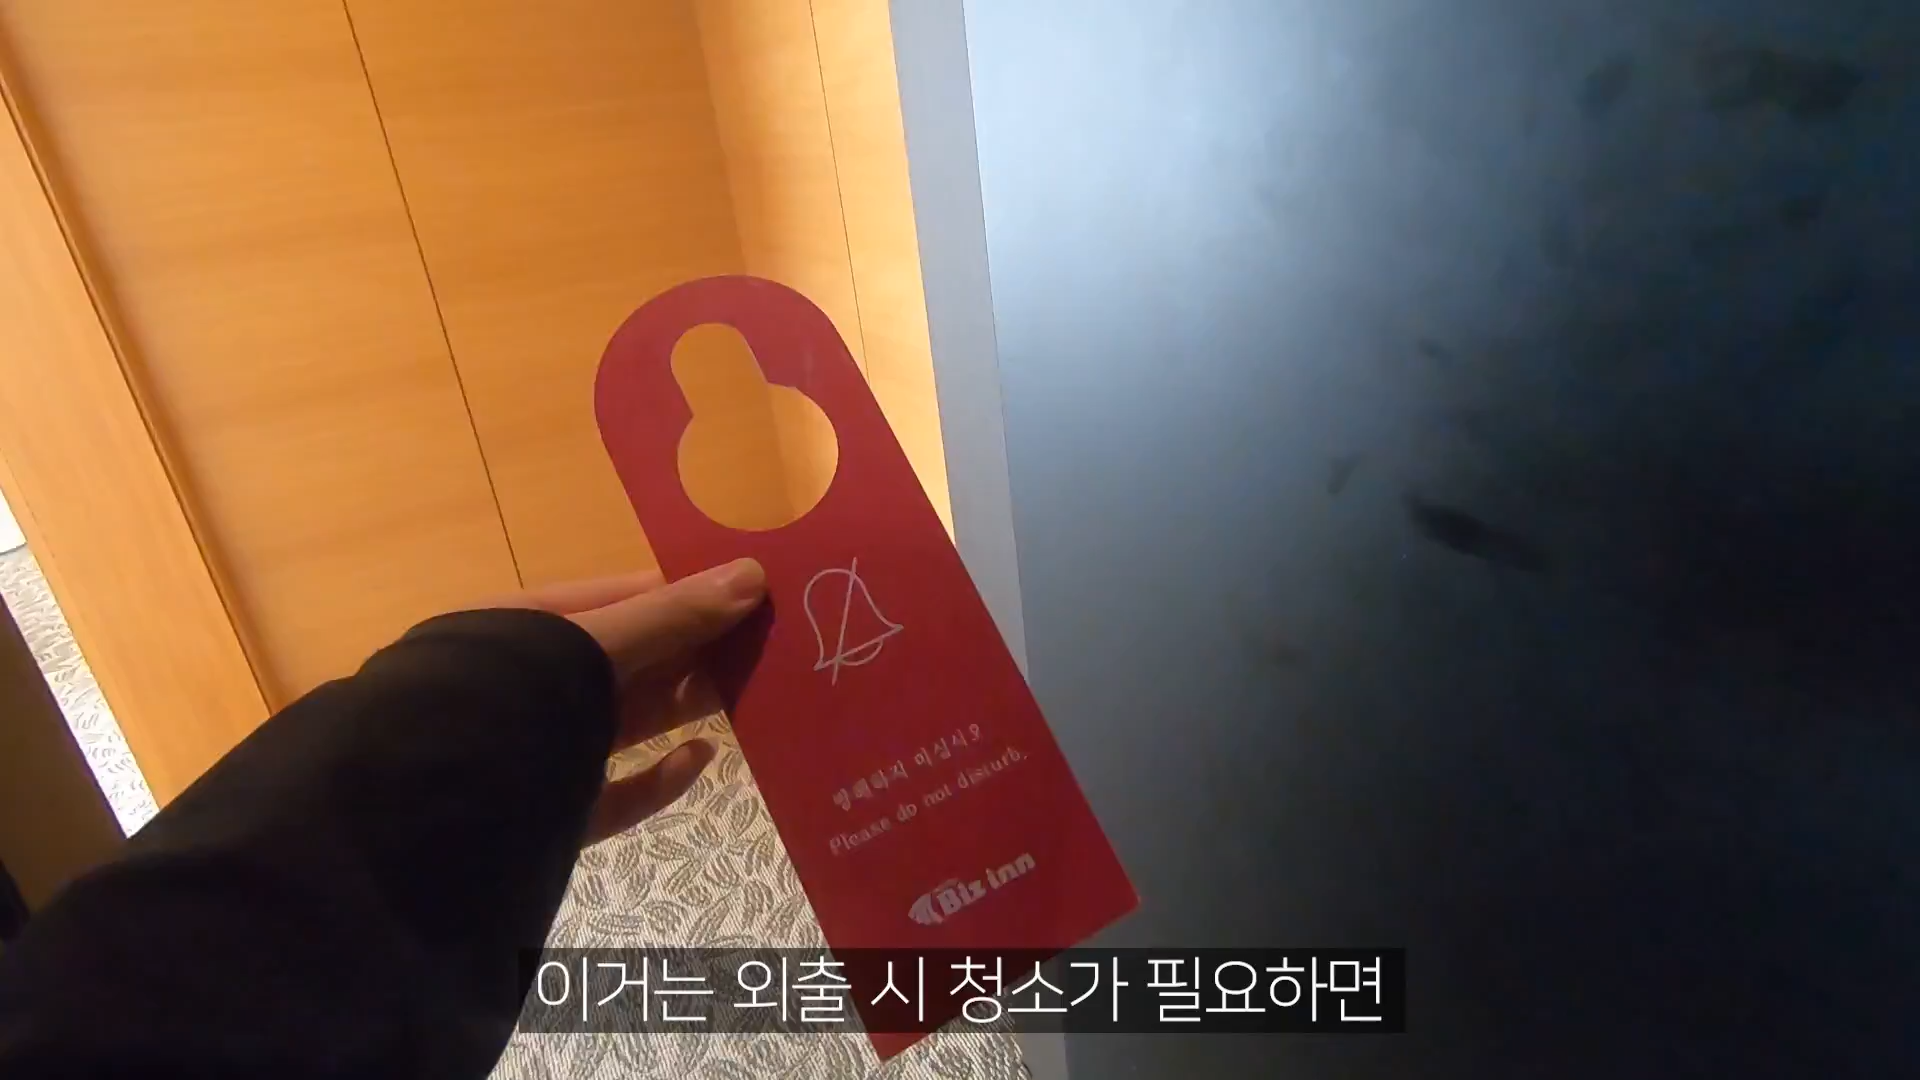 방해하지 마십시오
Please do not disturb.
Biz inn
이거는 외출 시 청소가 필요하면